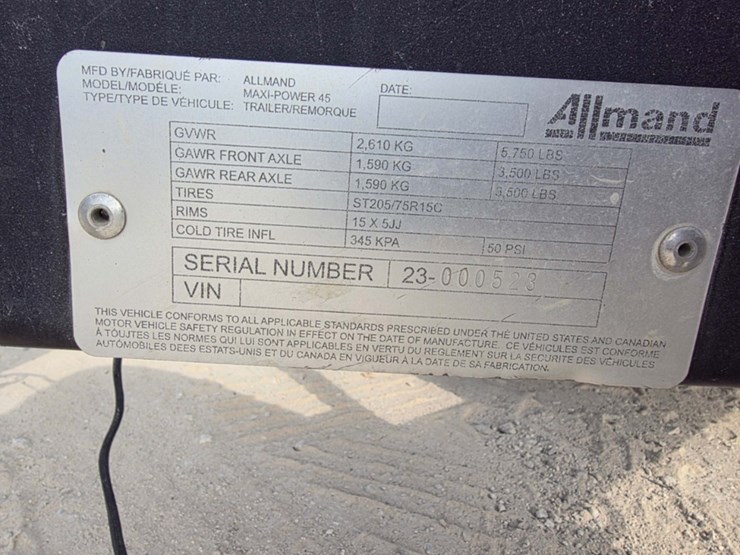 MFD BY/FABRIQUÉ PAR: ALLMAND DATE:
MODEL/MODÈLE: MAXI-POWER 45
TYPE/TYPE DE VÉHICULE: TRAILER/REMORQUE
Allmand
GVWR 2,610 KG 5,750 LBS
GAWR FRONT AXLE 1,590 KG 3,500 LBS
GAWR REAR AXLE 1,590 KG 3,500 LBS
TIRES ST205/75R15C
RIMS 15 X 5JJ
COLD TIRE INFL 345 KPA 50 PSI
SERIAL NUMBER 23-000523
VIN
THIS VEHICLE CONFORMS TO ALL APPLICABLE STANDARDS PRESCRIBED UNDER THE UNITED STATES AND CANADIAN
MOTOR VEHICLE SAFETY REGULATION IN EFFECT ON THE DATE OF MANUFACTURE. CE VÉHICULES EST CONFORME
À TOUTES LES NORMES QUI LUI SONT APPLICABLES EN VERTU DU REGLEMENT SUR LA SECURITE DES VÉHICULES
AUTOMOBILES DEES ESTATS-UNIS ET DU CANADA EN VIGUEUR À LA DATE DE SA FABRICATION.